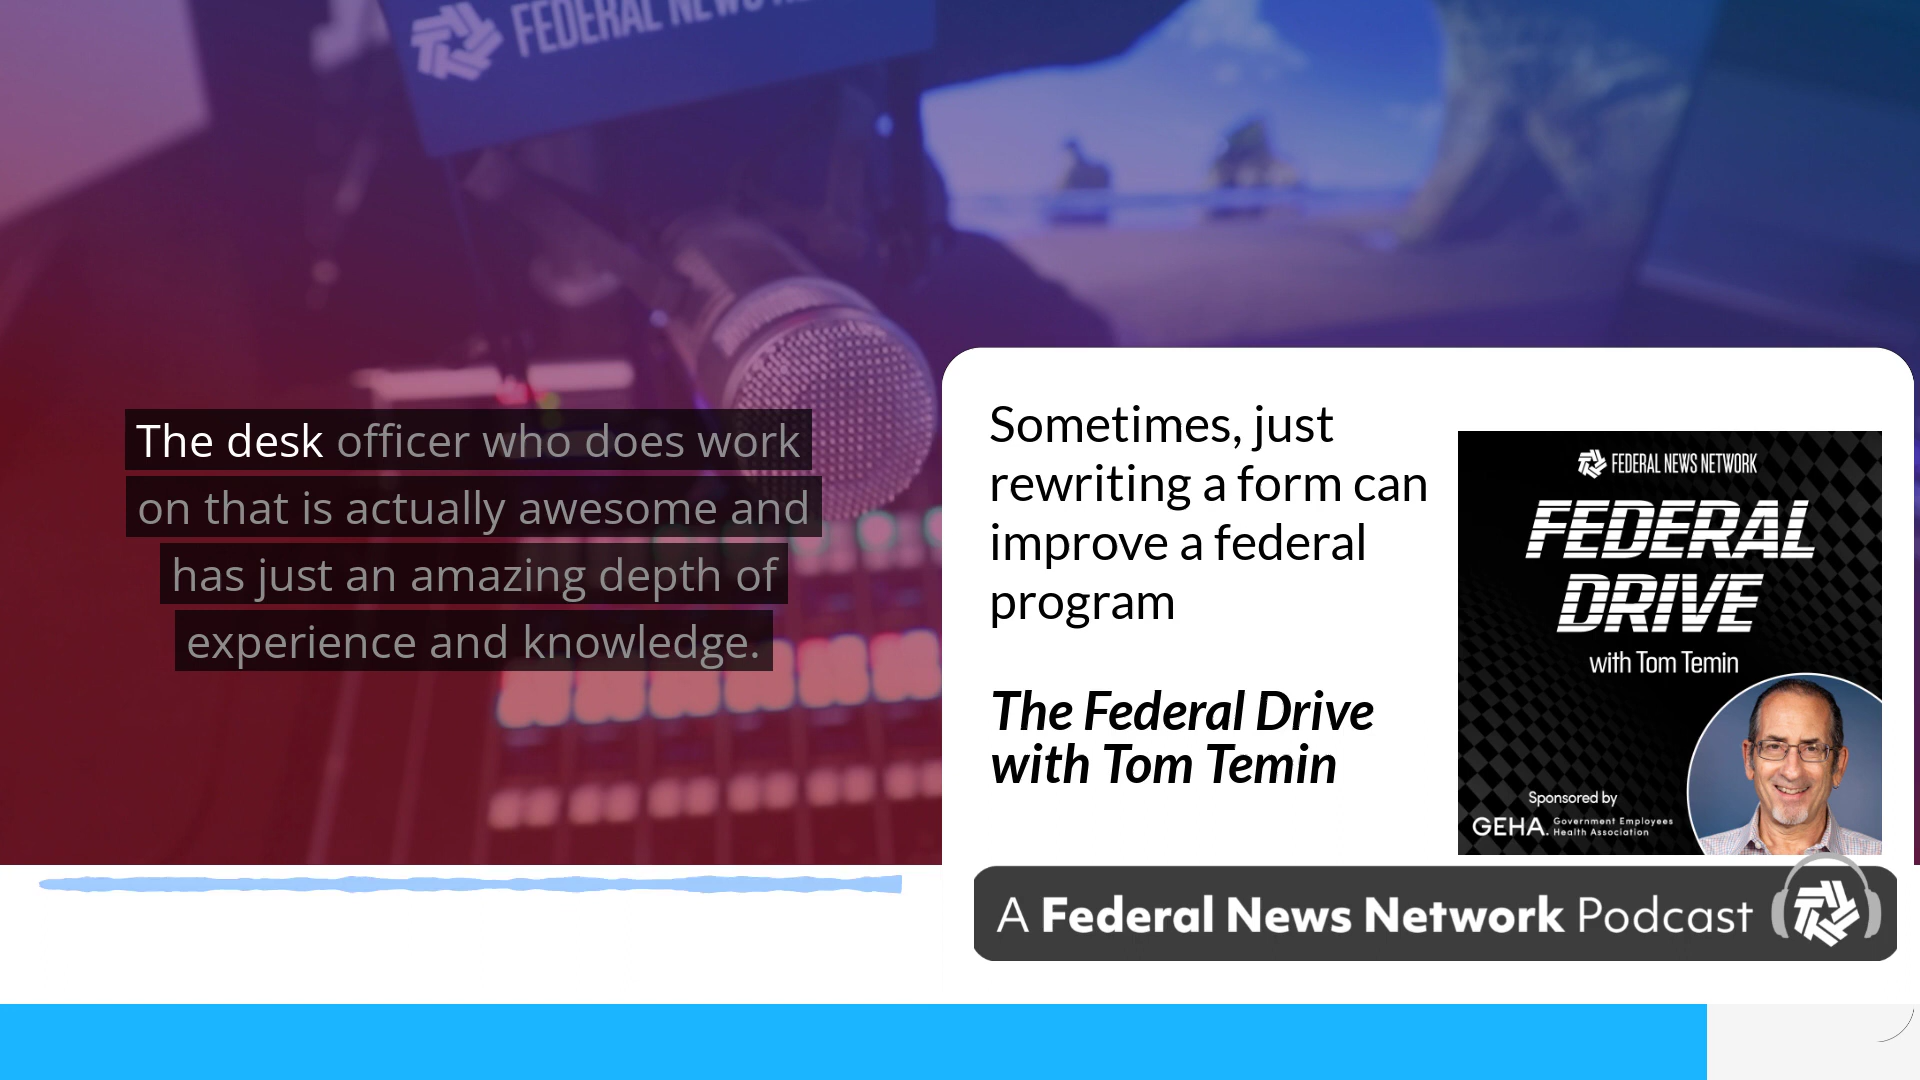 FEDERAL NEWS
The desk officer who does work
on that is actually awesome and
has just an amazing depth of
experience and knowledge.
Sometimes, just
rewriting a form can
improve a federal
program
The Federal Drive
with Tom Temin
FEDERAL NEWS NETWORK
FEDERAL
DRIVE
with Tom Temin
Sponsored by
GEHA. Government Employees
Health Association
A Federal News Network Podcast